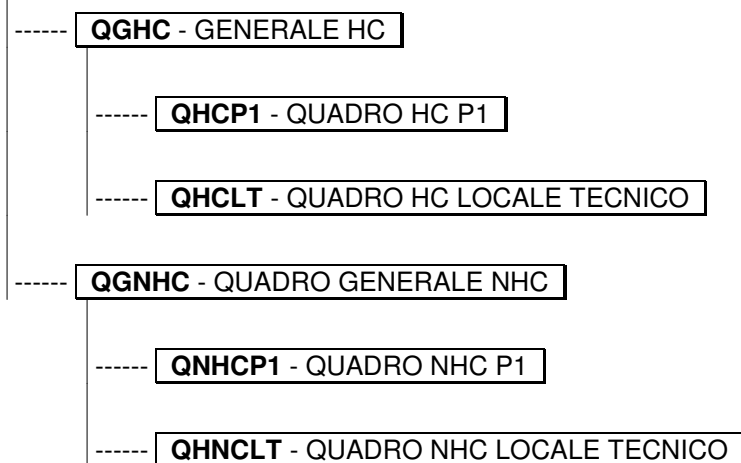 ------ QGHC - GENERALE HC
------ QHCP1 - QUADRO HC P1
------ QHCLT - QUADRO HC LOCALE TECNICO
------ QGNHC - QUADRO GENERALE NHC
------ QNHCP1 - QUADRO NHC P1
------ QHNCLT - QUADRO NHC LOCALE TECNICO